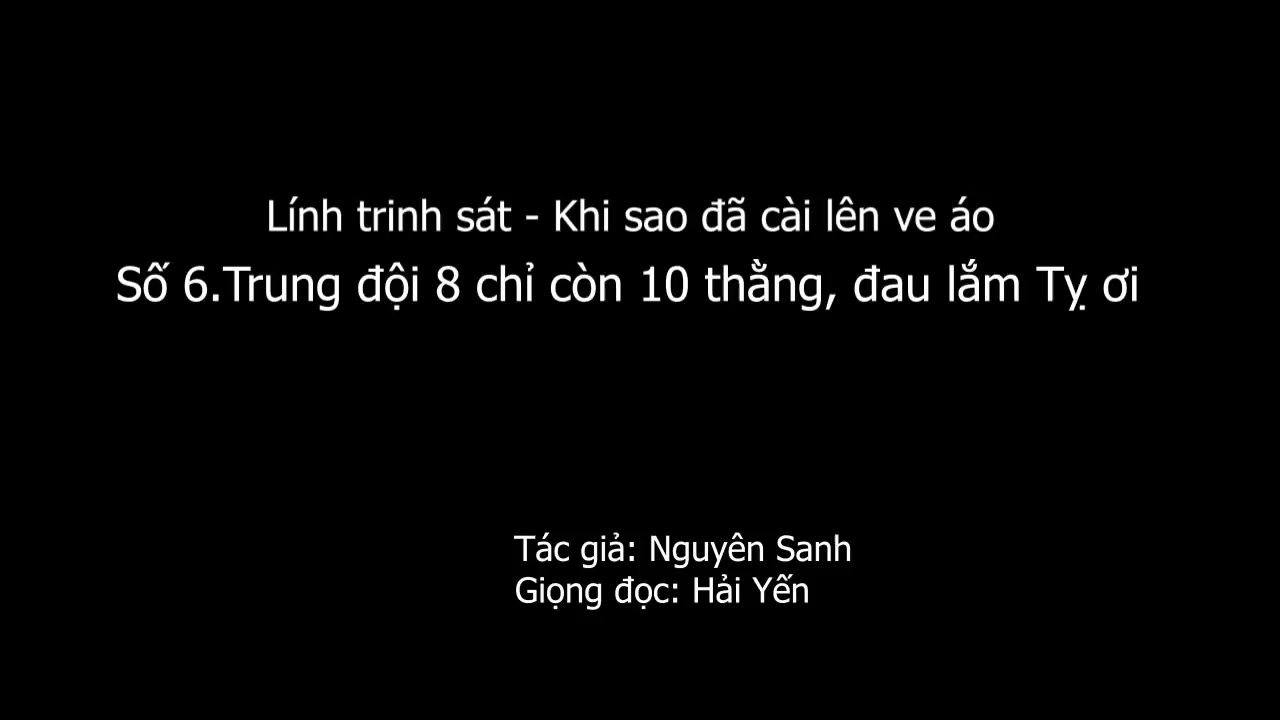 Lính trinh sát - Khi sao đã cài lên ve áo
Số 6.Trung đội 8 chỉ còn 10 thằng, đau lắm Tỵ ơi
Tác giả: Nguyên Sanh
Giọng đọc: Hải Yến